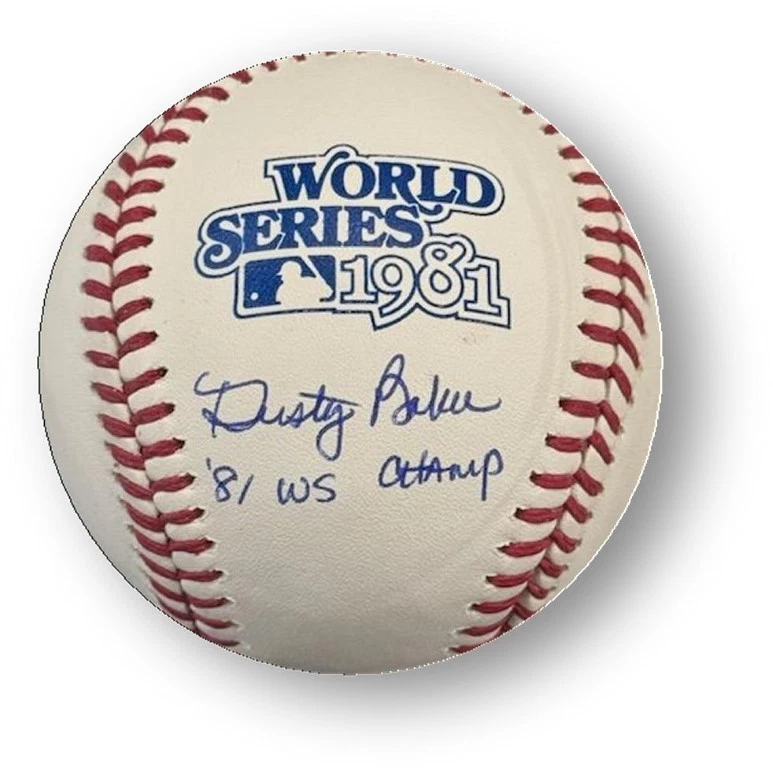 WORLD
SERIES
1981
Dusty Baker
'81 WS CHAMP